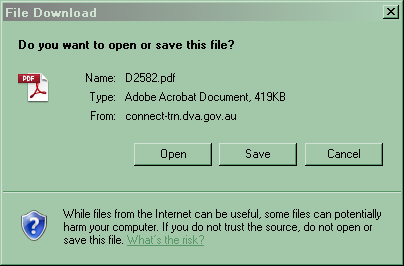 File Download
Do you want to open or save this file?
PDF
Name: D2582.pdf
Type: Adobe Acrobat Document, 419KB
From: connect-trn.dva.gov.au
Open Save Cancel
While files from the Internet can be useful, some files can potentially
harm your computer. If you do not trust the source, do not open or
save this file. What's the risk?